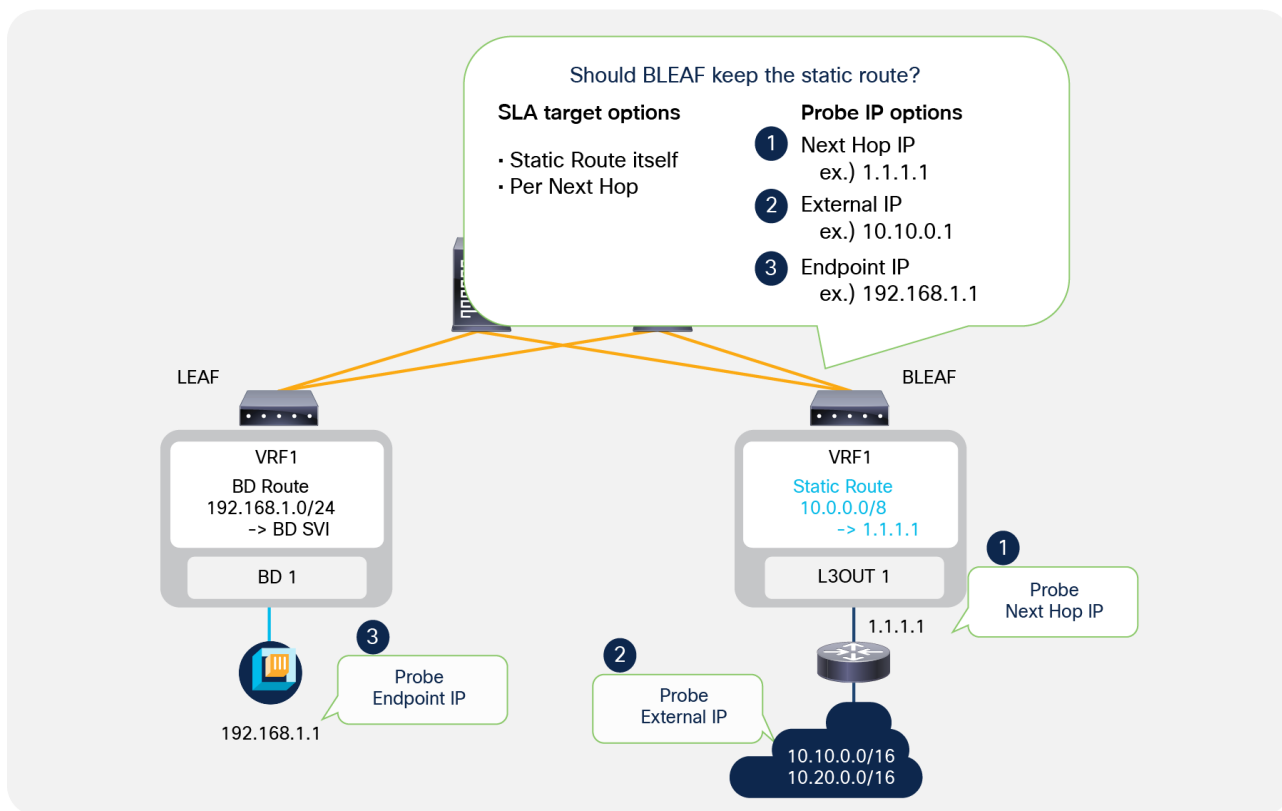 Should BLEAF keep the static route?
SLA target options
· Static Route itself
· Per Next Hop
Probe IP options
1 Next Hop IP
ex.) 1.1.1.1
2 External IP
ex.) 10.10.0.1
3 Endpoint IP
ex.) 192.168.1.1
LEAF
BLEAF
VRF1
BD Route
192.168.1.0/24
-> BD SVI
BD 1
VRF1
Static Route
10.0.0.0/8
-> 1.1.1.1
L3OUT 1
1
Probe
Next Hop IP
1.1.1.1
3
Probe
Endpoint IP
192.168.1.1
2
Probe
External IP
10.10.0.0/16
10.20.0.0/16